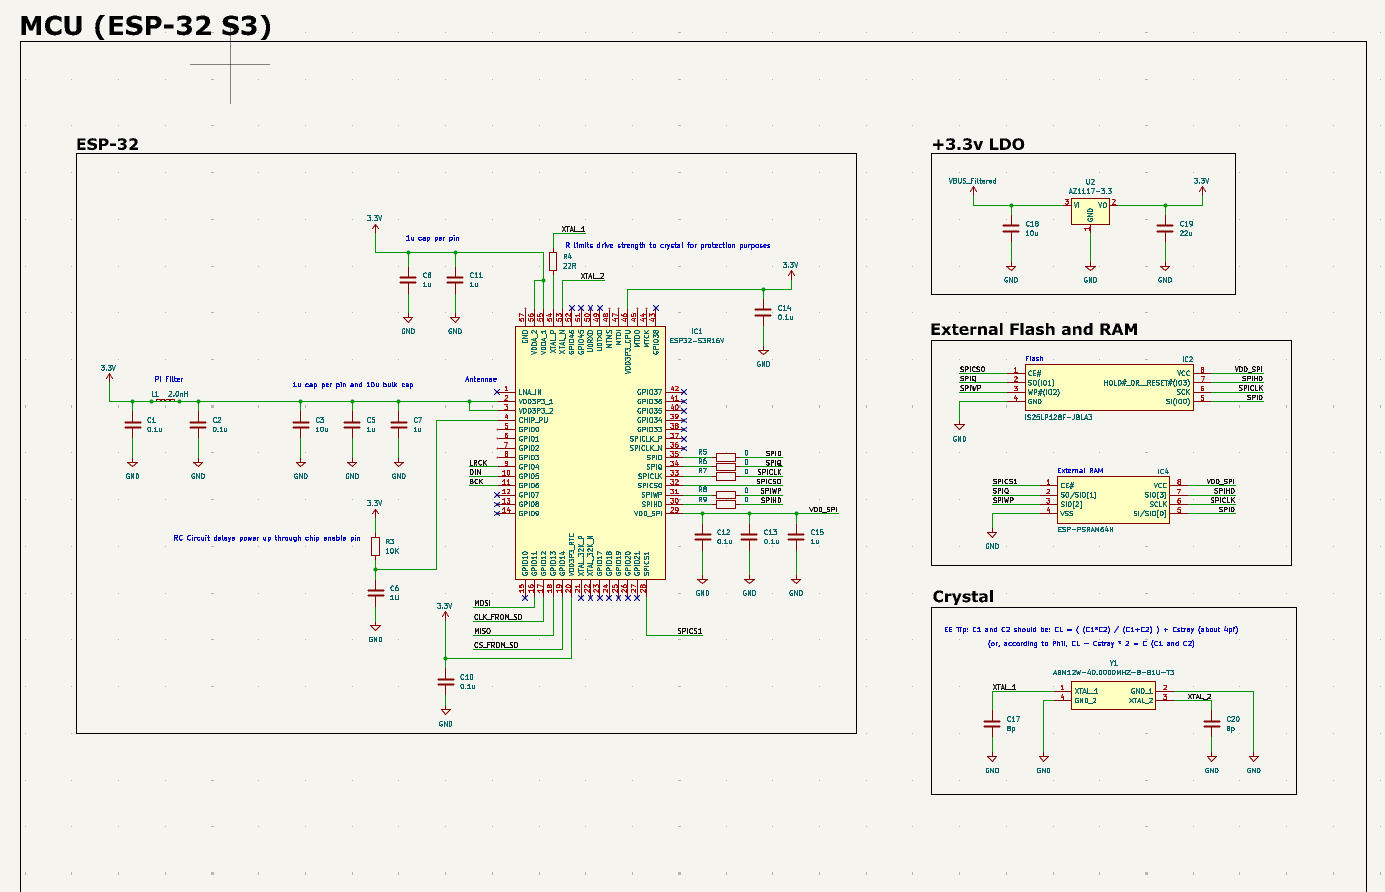 MCU (ESP-32 S3)
ESP-32
3.3V
1u cap per pin
C8
1u
C11
1u
GND
GND
XTAL_1
R limits drive strength to crystal for protection purposes
R4
22R
XTAL_2
3.3V
C14
0.1u
GND
IC1
ESP32-S3R16V
57 56 55 54 53 52 51 50 49 48 47 46 45 44 43
GND
VDDA_2
VDDA_1
XTAL_P
XTAL_N
GPIO46
GPIO45
U0RXD
U0TXD
MTMS
MTDI
VDD3P3_CPU
MTDO
MTCK
GPIO38
3.3V
PI Filter
L1 2.0nH
1u cap per pin and 10u bulk cap
Antennae
C1
0.1u
C2
0.1u
C3
10u
C5
1u
C7
1u
GND
GND
GND
GND
GND
1 LNA_IN
2 VDD3P3_1
3 VDD3P3_2
4 CHIP_PU
5 GPIO0
6 GPIO1
7 GPIO2
8 GPIO3
LRCK 9 GPIO4
DIN 10 GPIO5
BCK 11 GPIO6
12 GPIO7
13 GPIO8
14 GPIO9
GPIO37 42
GPIO36 41
GPIO35 40
GPIO34 39
GPIO33 38
SPICLK_P 37
SPICLK_N 36
SPID 35 R5 0 SPID
SPIQ 34 R6 0 SPIQ
SPICLK 33 R7 0 SPICLK
SPICS0 32 SPICS0
SPIWP 31 R8 0 SPIWP
SPIHD 30 R9 0 SPIHD
VDD_SPI 29 VDD_SPI
C12
0.1u
C13
0.1u
C15
1u
GND
GND
GND
3.3V
RC Circuit delays power up through chip enable pin
R3
10K
C6
1U
GND
GPIO10
GPIO11
GPIO12
GPIO13
GPIO14
VDD3P3_RTC
XTAL_32K_P
XTAL_32K_N
GPIO17
GPIO18
GPIO19
GPIO20
GPIO21
SPICS1
15 16 17 18 19 20 21 22 23 24 25 26 27 28
3.3V
MOSI
CLK_FROM_SD
MISO
CS_FROM_SD
SPICS1
C10
0.1u
GND
+3.3v LDO
VBUS_Filtered
U2
AZ1117-3.3
3.3V
3 VI
VO 2
GND
1
C18
10u
C19
22u
GND
GND
GND
External Flash and RAM
Flash
IC2
SPICS0 1 CE# VCC 8 VDD_SPI
SPIQ 2 SO(IO1) HOLD#_OR__RESET#(IO3) 7 SPIHD
SPIWP 3 WP#(IO2) SCK 6 SPICLK
4 GND SI(IO0) 5 SPID
IS25LP128F-JBLA3
GND
External RAM
IC4
SPICS1 1 CE# VCC 8 VDD_SPI
SPIQ 2 SO/SIO[1] SIO[3] 7 SPIHD
SPIWP 3 SIO[2] SCLK 6 SPICLK
4 VSS SI/SIO[0] 5 SPID
ESP-PSRAM64H
GND
Crystal
EE Tip: C1 and C2 should be: CL = ( (C1*C2) / (C1+C2) ) + Cstray (about 4pf)
(or, according to Phil, CL - Cstray * 2 = C (C1 and C2)
Y1
ABM12W-40.0000MHZ-8-B1U-T3
XTAL_1 1 XTAL_1 GND_1 2
4 GND_2 XTAL_2 3 XTAL_2
C17
8p
C20
8p
GND
GND
GND
GND